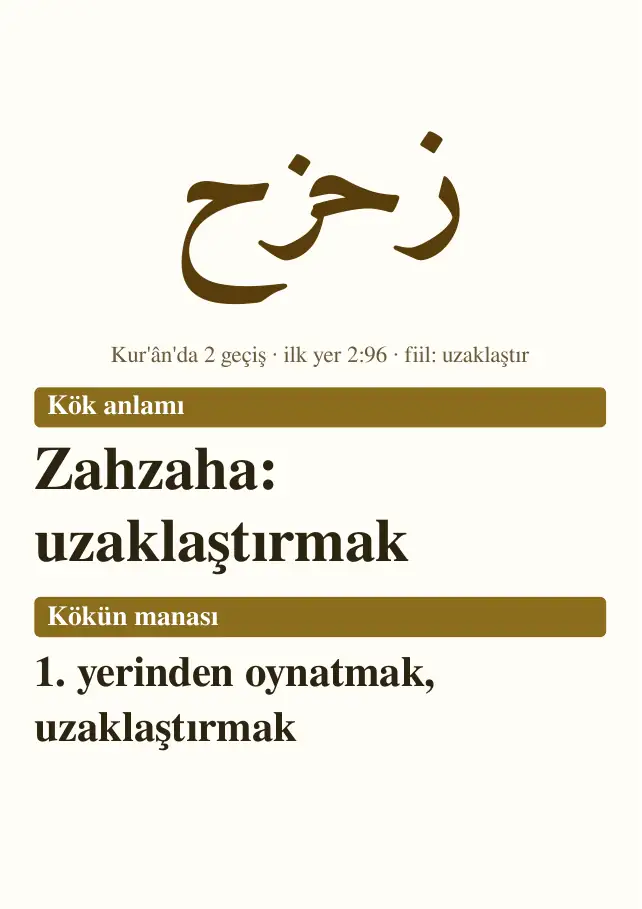 زحزح
Kur'ân'da 2 geçiş · ilk yer 2:96 · fiil: uzaklaştır
Kök anlamı
Zahzaha:
uzaklaştırmak
Kökün manası
1. yerinden oynatmak,
uzaklaştırmak